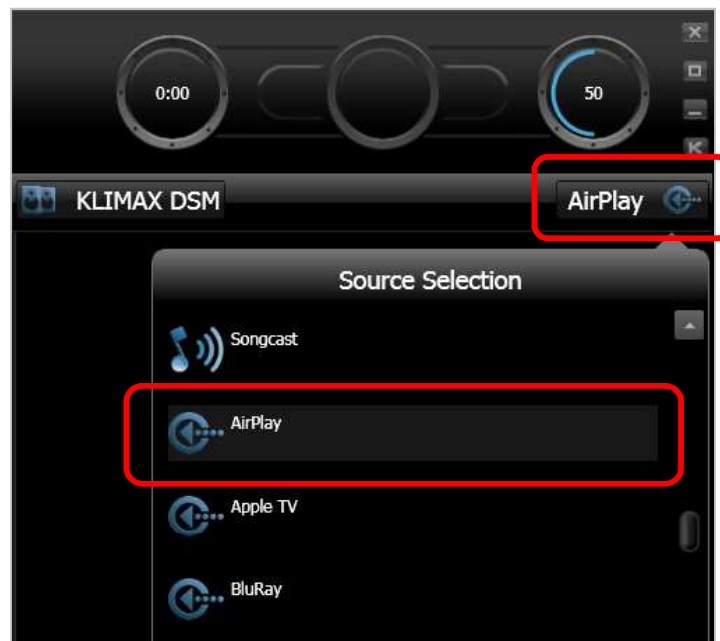 0:00
50
KLIMAX DSM
AirPlay
Source Selection
Songcast
AirPlay
Apple TV
BluRay